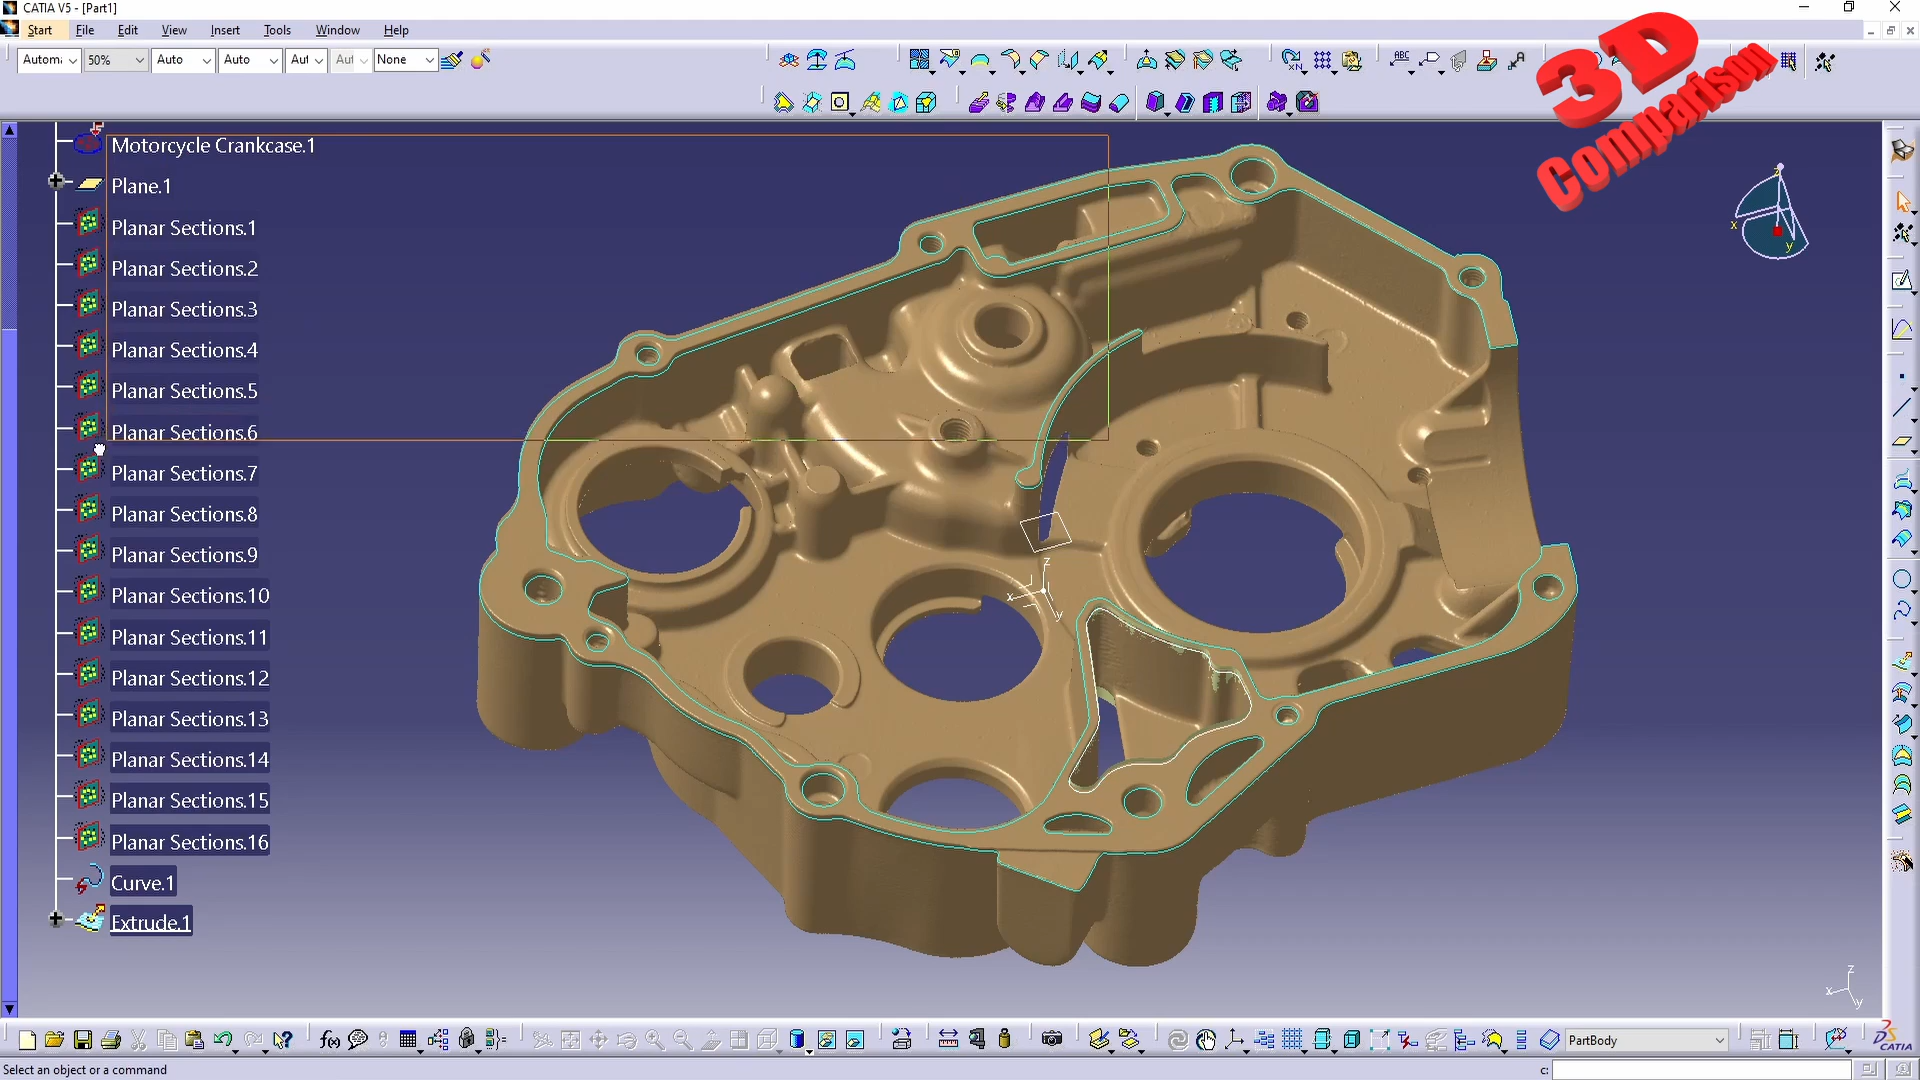 CATIA V5 - [Part1]
Start File Edit View Insert Tools Window Help
50% Auto Auto Aut Aut None
ABC
3D
Comparison
Motorcycle Crankcase.1
Plane.1
Planar Sections.1
Planar Sections.2
Planar Sections.3
Planar Sections.4
Planar Sections.5
Planar Sections.6
Planar Sections.7
Planar Sections.8
Planar Sections.9
Planar Sections.10
Planar Sections.11
Planar Sections.12
Planar Sections.13
Planar Sections.14
Planar Sections.15
Planar Sections.16
Curve.1
Extrude.1
z
x
y
z
x
y
z
x
y
f(x)
PartBody
CATIA
Select an object or a command
c: